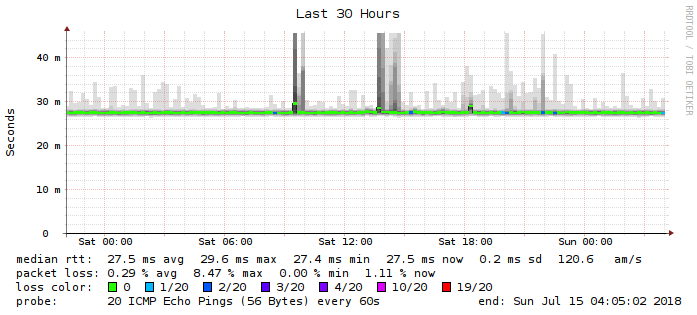 Last 30 Hours
RRDTOOL / TOBI OETIKER
Seconds
40 m
30 m
20 m
10 m
0
Sat 00:00 Sat 06:00 Sat 12:00 Sat 18:00 Sun 00:00
median rtt: 27.5 ms avg 29.6 ms max 27.4 ms min 27.5 ms now 0.2 ms sd 120.6 am/s
packet loss: 0.29 % avg 8.47 % max 0.00 % min 1.11 % now
loss color: 0 1/20 2/20 3/20 4/20 10/20 19/20
probe: 20 ICMP Echo Pings (56 Bytes) every 60s end: Sun Jul 15 04:05:02 2018